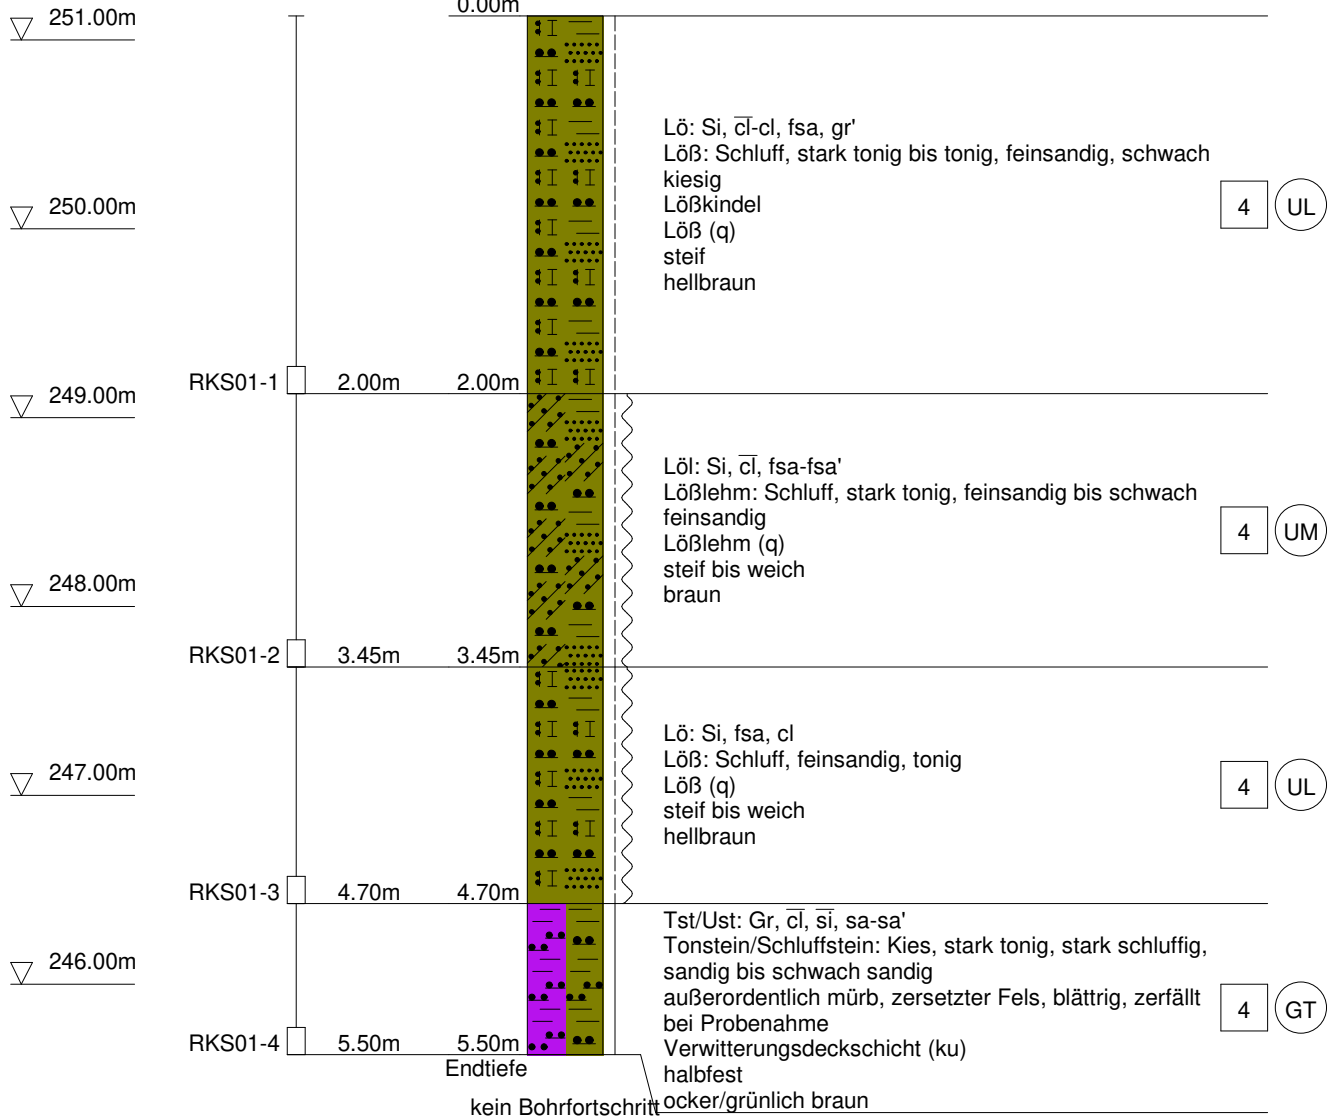 0.00m
251.00m
Lö: Si, c̅l̅-cl, fsa, gr'
Löß: Schluff, stark tonig bis tonig, feinsandig, schwach
kiesig
Lößkindel
Löß (q)
steif
hellbraun
250.00m
4 UL
RKS01-1 2.00m 2.00m
249.00m
Löl: Si, c̅l̅, fsa-fsa'
Lößlehm: Schluff, stark tonig, feinsandig bis schwach
feinsandig
Lößlehm (q)
steif bis weich
braun
4 UM
248.00m
RKS01-2 3.45m 3.45m
Lö: Si, fsa, cl
Löß: Schluff, feinsandig, tonig
Löß (q)
steif bis weich
hellbraun
247.00m
4 UL
RKS01-3 4.70m 4.70m
Tst/Ust: Gr, c̅l̅, s̅i̅, sa-sa'
Tonstein/Schluffstein: Kies, stark tonig, stark schluffig,
sandig bis schwach sandig
außerordentlich mürb, zersetzter Fels, blättrig, zerfällt
bei Probenahme
Verwitterungsdeckschicht (ku)
halbfest
ocker/grünlich braun
246.00m
4 GT
RKS01-4 5.50m 5.50m
Endtiefe
kein Bohrfortschritt